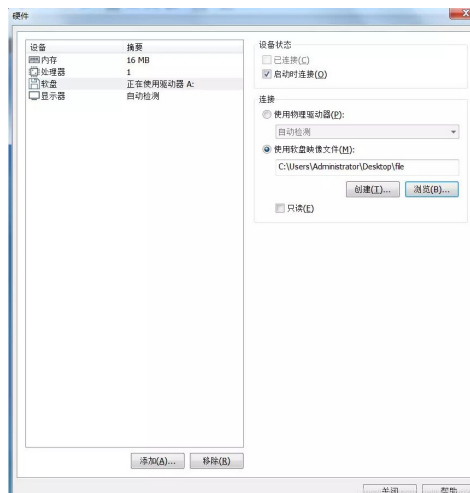 硬件
设备 摘要
内存 16 MB
处理器 1
软盘 正在使用驱动器 A:
显示器 自动检测
添加(A)... 移除(R)
设备状态
已连接(C)
启动时连接(O)
连接
使用物理驱动器(P):
自动检测
使用软盘映像文件(M):
C:\Users\Administrator\Desktop\file
创建(T)... 浏览(B)...
只读(E)
关闭 帮助